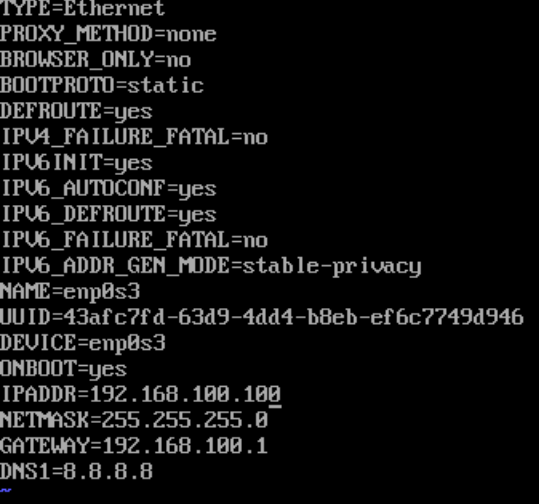 TYPE=Ethernet
PROXY_METHOD=none
BROWSER_ONLY=no
BOOTPROTO=static
DEFROUTE=yes
IPV4_FAILURE_FATAL=no
IPV6INIT=yes
IPV6_AUTOCONF=yes
IPV6_DEFROUTE=yes
IPV6_FAILURE_FATAL=no
IPV6_ADDR_GEN_MODE=stable-privacy
NAME=enp0s3
UUID=43afc7fd-63d9-4dd4-b8eb-ef6c7749d946
DEVICE=enp0s3
ONBOOT=yes
IPADDR=192.168.100.100
NETMASK=255.255.255.0
GATEWAY=192.168.100.1
DNS1=8.8.8.8
~